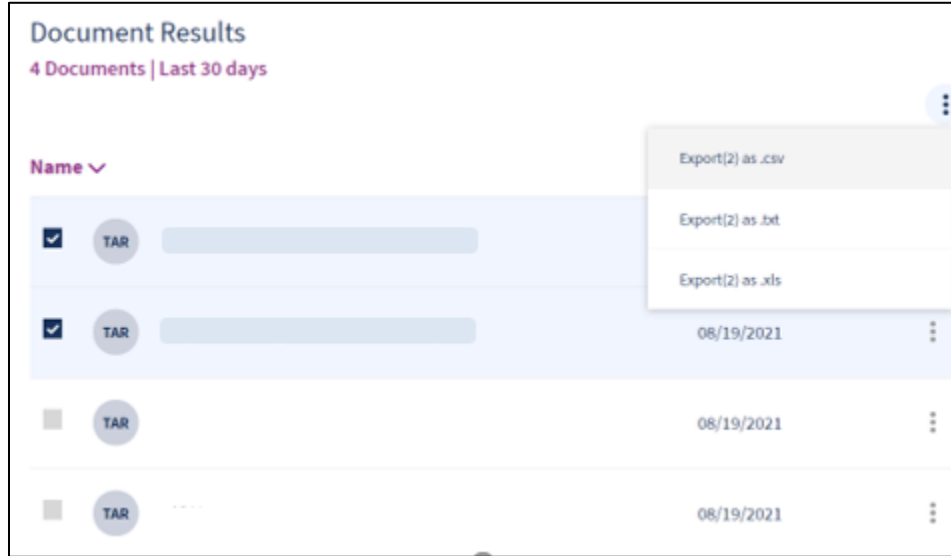 Document Results
4 Documents | Last 30 days
Export(2) as .csv
Name
Export(2) as .txt
TAR
Export(2) as .xls
TAR
08/19/2021
TAR
08/19/2021
TAR
08/19/2021